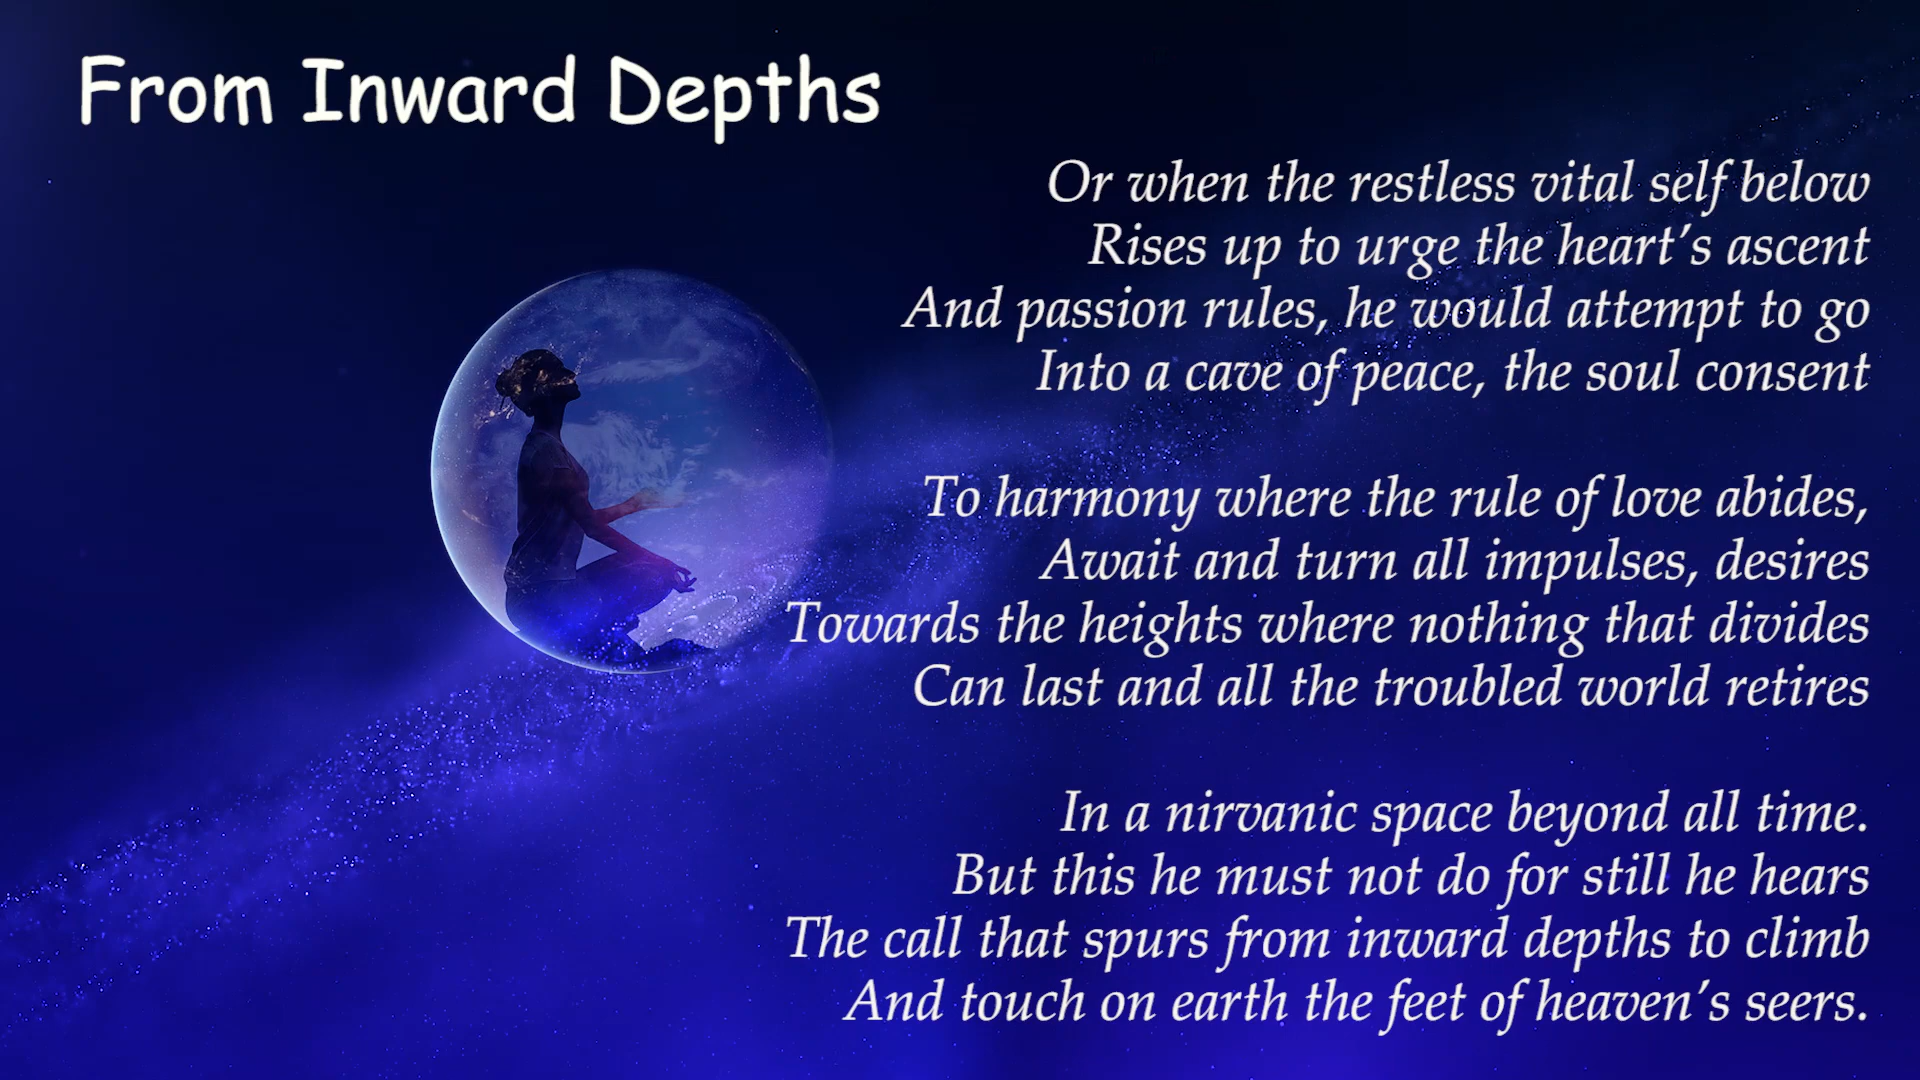 From Inward Depths
Or when the restless vital self below
Rises up to urge the heart’s ascent
And passion rules, he would attempt to go
Into a cave of peace, the soul consent
To harmony where the rule of love abides,
Await and turn all impulses, desires
Towards the heights where nothing that divides
Can last and all the troubled world retires
In a nirvanic space beyond all time.
But this he must not do for still he hears
The call that spurs from inward depths to climb
And touch on earth the feet of heaven’s seers.